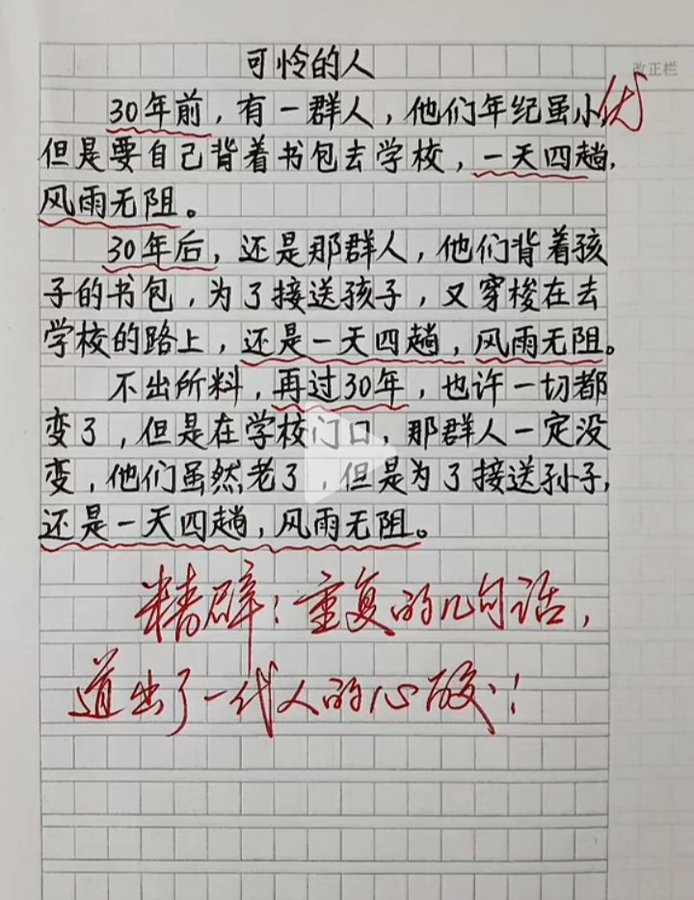 可怜的人
改正栏
30年前，有一群人，他们年纪虽小优
但是要自己背着书包去学校，一天四趟，
风雨无阻。
30年后，还是那群人，他们背着孩
子的书包，为了接送孩子，又穿梭在去
学校的路上，还是一天四趟，风雨无阻。
不出所料，再过30年，也许一切都
变了，但是在学校门口，那群人一定没
变，他们虽然老了，但是为了接送孙子，
还是一天四趟，风雨无阻。
精辟！重复的几句话，
道出了一代人的心酸！